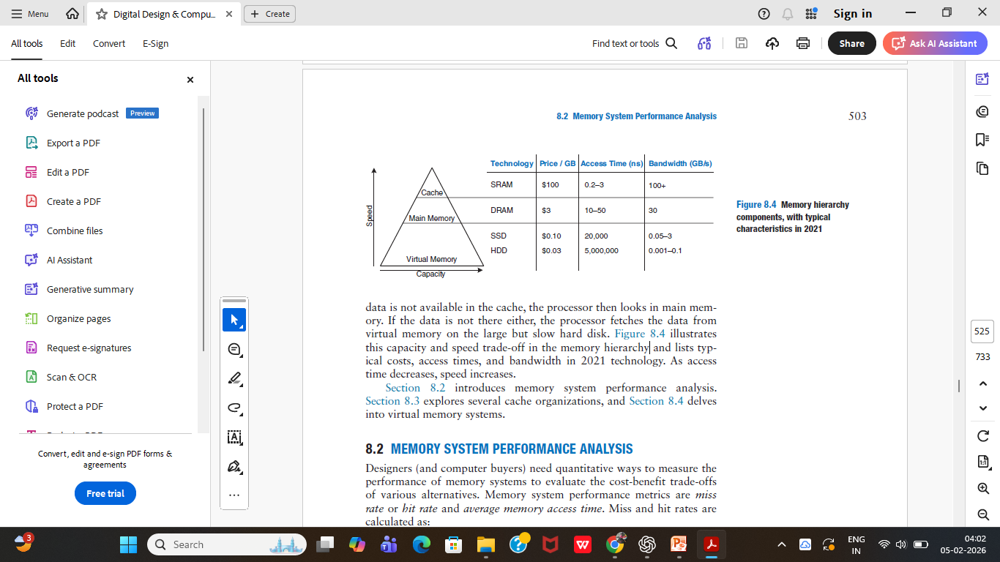 Menu
Digital Design & Compu...
Create
Sign in
All tools
Edit
Convert
E-Sign
Find text or tools
Share
Ask AI Assistant
All tools
Generate podcast
Preview
Export a PDF
Edit a PDF
Create a PDF
Combine files
AI Assistant
Generative summary
Organize pages
Request e-signatures
Scan & OCR
Protect a PDF
Convert, edit and e-sign PDF forms &
agreements
Free trial
8.2 Memory System Performance Analysis
503
Speed
Cache
Main Memory
Virtual Memory
Capacity
Technology Price / GB Access Time (ns) Bandwidth (GB/s)
SRAM $100 0.2–3 100+
DRAM $3 10–50 30
SSD $0.10 20,000 0.05–3
HDD $0.03 5,000,000 0.001–0.1
Figure 8.4 Memory hierarchy
components, with typical
characteristics in 2021
data is not available in the cache, the processor then looks in main mem-
ory. If the data is not there either, the processor fetches the data from
virtual memory on the large but slow hard disk. Figure 8.4 illustrates
this capacity and speed trade-off in the memory hierarchy and lists typ-
ical costs, access times, and bandwidth in 2021 technology. As access
time decreases, speed increases.
Section 8.2 introduces memory system performance analysis.
Section 8.3 explores several cache organizations, and Section 8.4 delves
into virtual memory systems.
8.2 MEMORY SYSTEM PERFORMANCE ANALYSIS
Designers (and computer buyers) need quantitative ways to measure the
performance of memory systems to evaluate the cost-benefit trade-offs
of various alternatives. Memory system performance metrics are miss
rate or hit rate and average memory access time. Miss and hit rates are
calculated as:
525
733
1:1
3
Search
ENG
IN
04:02
05-02-2026